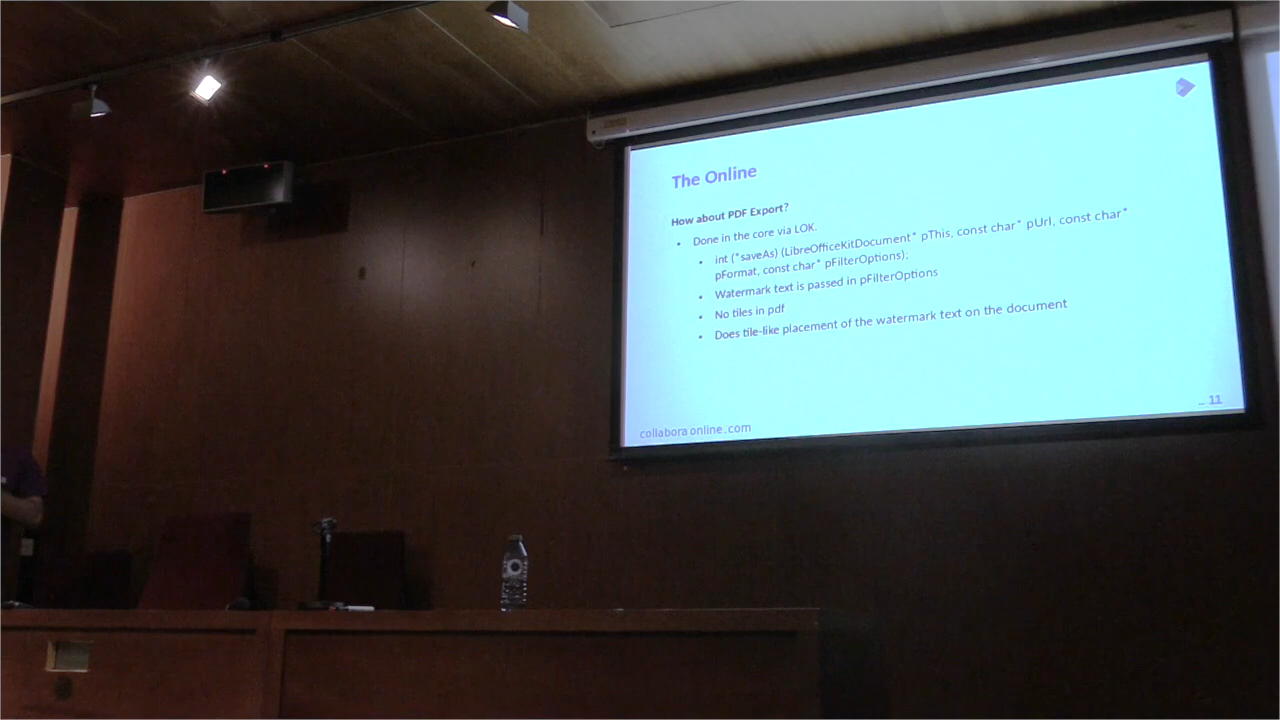 The Online
How about PDF Export?
• Done in the core via LOK.
• int (*saveAs) (LibreOfficeKitDocument* pThis, const char* pUrl, const char*
pFormat, const char* pFilterOptions);
• Watermark text is passed in pFilterOptions
• No tiles in pdf
• Does tile-like placement of the watermark text on the document
collaboraonline.com
11